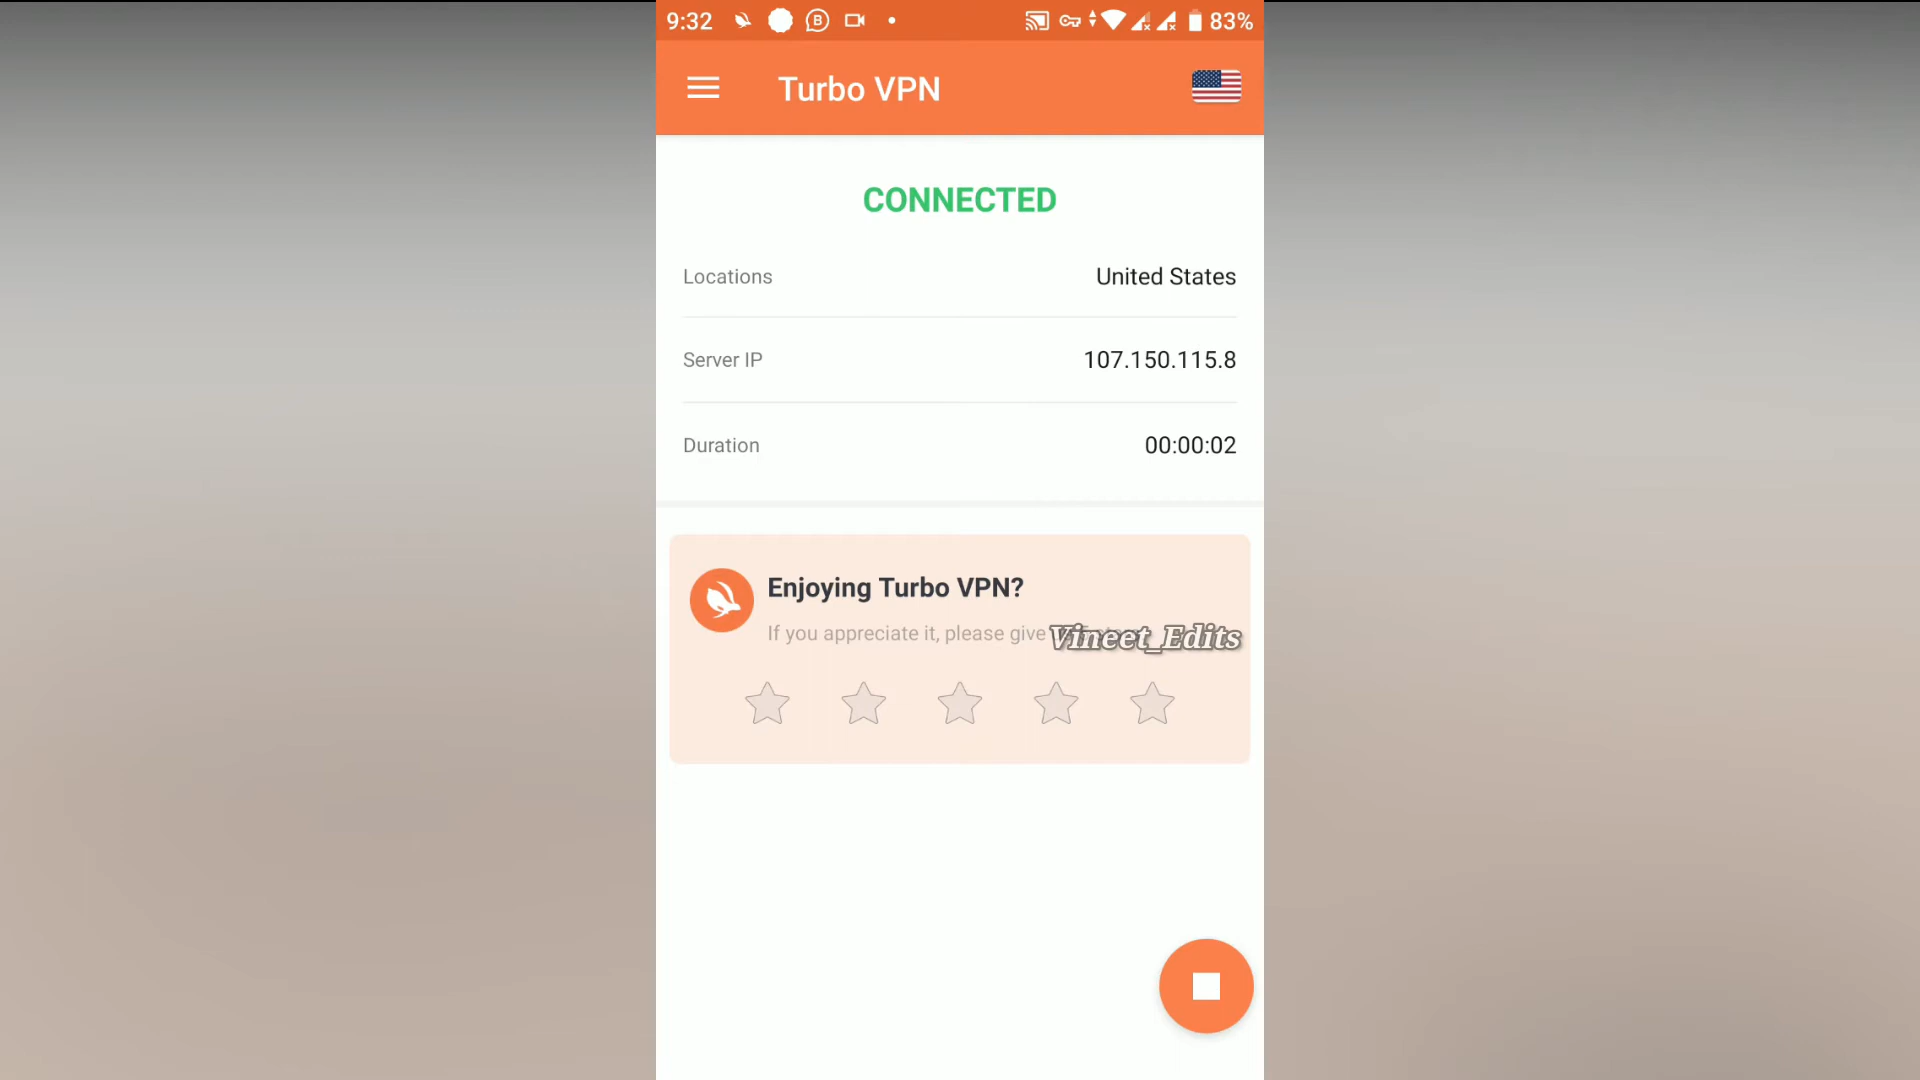 9:32 B 83%
Turbo VPN
CONNECTED
Locations United States
Server IP 107.150.115.8
Duration 00:00:02
Enjoying Turbo VPN?
If you appreciate it, please give
Vineet_Edits